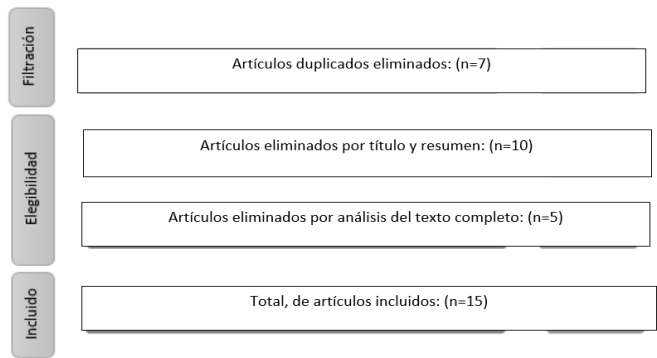 Filtración
Artículos duplicados eliminados: (n=7)
Elegibilidad
Artículos eliminados por título y resumen: (n=10)
Artículos eliminados por análisis del texto completo: (n=5)
Incluido
Total, de artículos incluidos: (n=15)